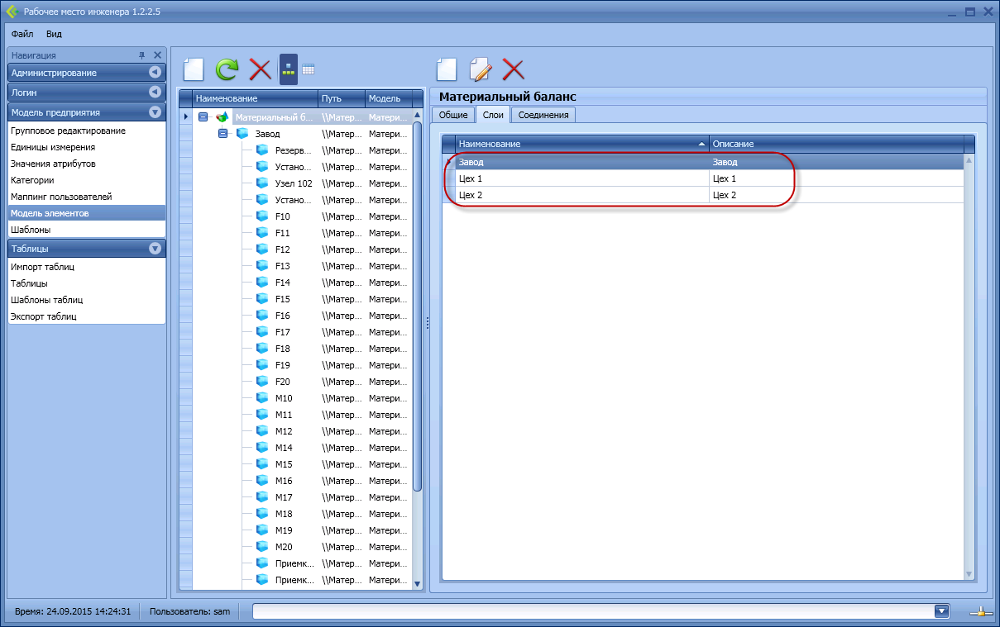 Рабочее место инженера 1.2.2.5
Файл Вид
Навигация
Администрирование
Логин
Модель предприятия
Групповое редактирование
Единицы измерения
Значения атрибутов
Категории
Маппинг пользователей
Модель элементов
Шаблоны
Таблицы
Импорт таблиц
Таблицы
Шаблоны таблиц
Экспорт таблиц
Наименование Путь Модель
Материальный б... \\Матер... Матери...
Завод \\Матер... Матери...
Резерв... \\Матер... Матери...
Устано... \\Матер... Матери...
Узел 102 \\Матер... Матери...
Устано... \\Матер... Матери...
F10 \\Матер... Матери...
F11 \\Матер... Матери...
F12 \\Матер... Матери...
F13 \\Матер... Матери...
F14 \\Матер... Матери...
F15 \\Матер... Матери...
F16 \\Матер... Матери...
F17 \\Матер... Матери...
F18 \\Матер... Матери...
F19 \\Матер... Матери...
F20 \\Матер... Матери...
M10 \\Матер... Матери...
M11 \\Матер... Матери...
M12 \\Матер... Матери...
M14 \\Матер... Матери...
M15 \\Матер... Матери...
M16 \\Матер... Матери...
M17 \\Матер... Матери...
M18 \\Матер... Матери...
M19 \\Матер... Матери...
M20 \\Матер... Матери...
Приемк... \\Матер... Матери...
Приемк... \\Матер... Матери...
Материальный баланс
Общие Слои Соединения
Наименование Описание
Завод Завод
Цех 1 Цех 1
Цех 2 Цех 2
Время: 24.09.2015 14:24:31 Пользователь: sam